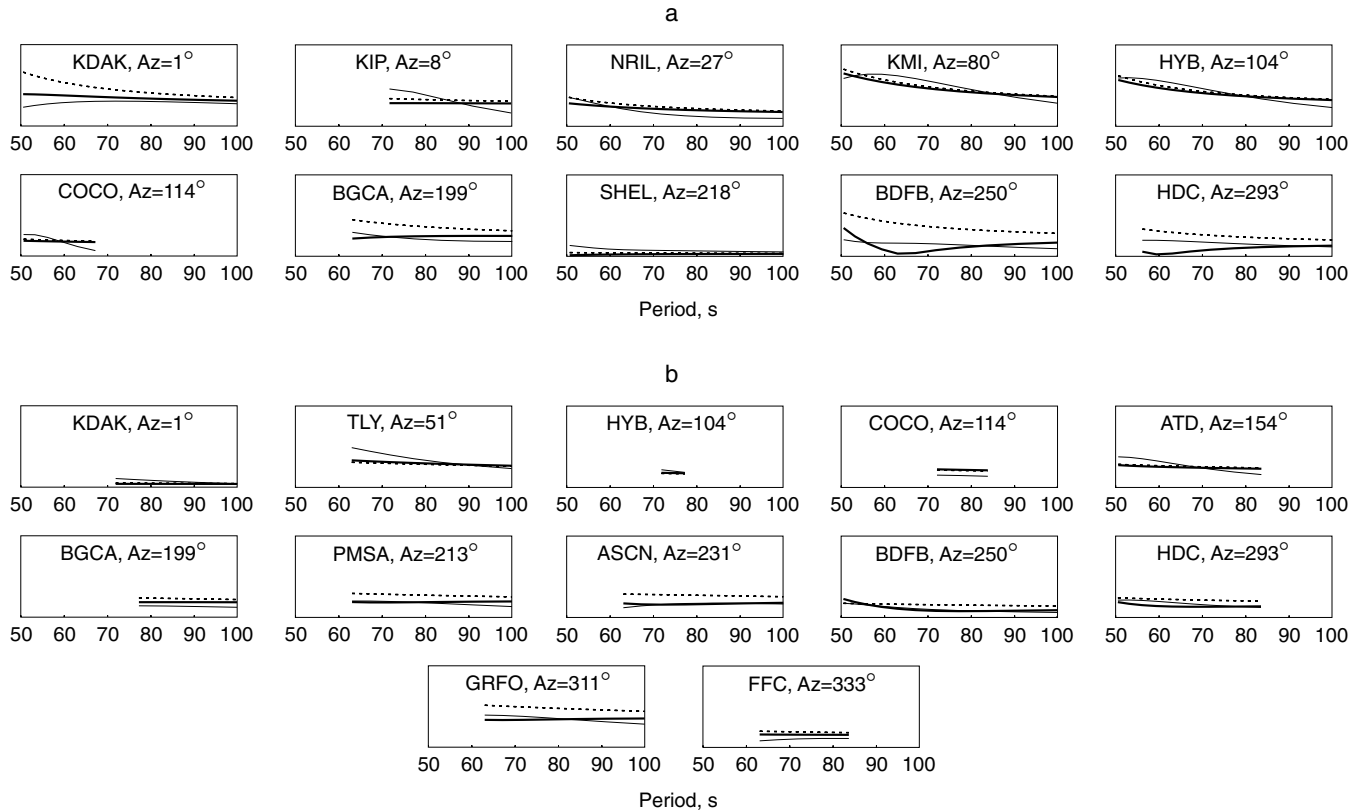 a
KDAK, Az=1° KIP, Az=8° NRIL, Az=27° KMI, Az=80° HYB, Az=104°
50 60 70 80 90 100 50 60 70 80 90 100 50 60 70 80 90 100 50 60 70 80 90 100 50 60 70 80 90 100
COCO, Az=114° BGCA, Az=199° SHEL, Az=218° BDFB, Az=250° HDC, Az=293°
50 60 70 80 90 100 50 60 70 80 90 100 50 60 70 80 90 100 50 60 70 80 90 100 50 60 70 80 90 100
Period, s
b
KDAK, Az=1° TLY, Az=51° HYB, Az=104° COCO, Az=114° ATD, Az=154°
50 60 70 80 90 100 50 60 70 80 90 100 50 60 70 80 90 100 50 60 70 80 90 100 50 60 70 80 90 100
BGCA, Az=199° PMSA, Az=213° ASCN, Az=231° BDFB, Az=250° HDC, Az=293°
50 60 70 80 90 100 50 60 70 80 90 100 50 60 70 80 90 100 50 60 70 80 90 100 50 60 70 80 90 100
GRFO, Az=311° FFC, Az=333°
50 60 70 80 90 100 50 60 70 80 90 100
Period, s